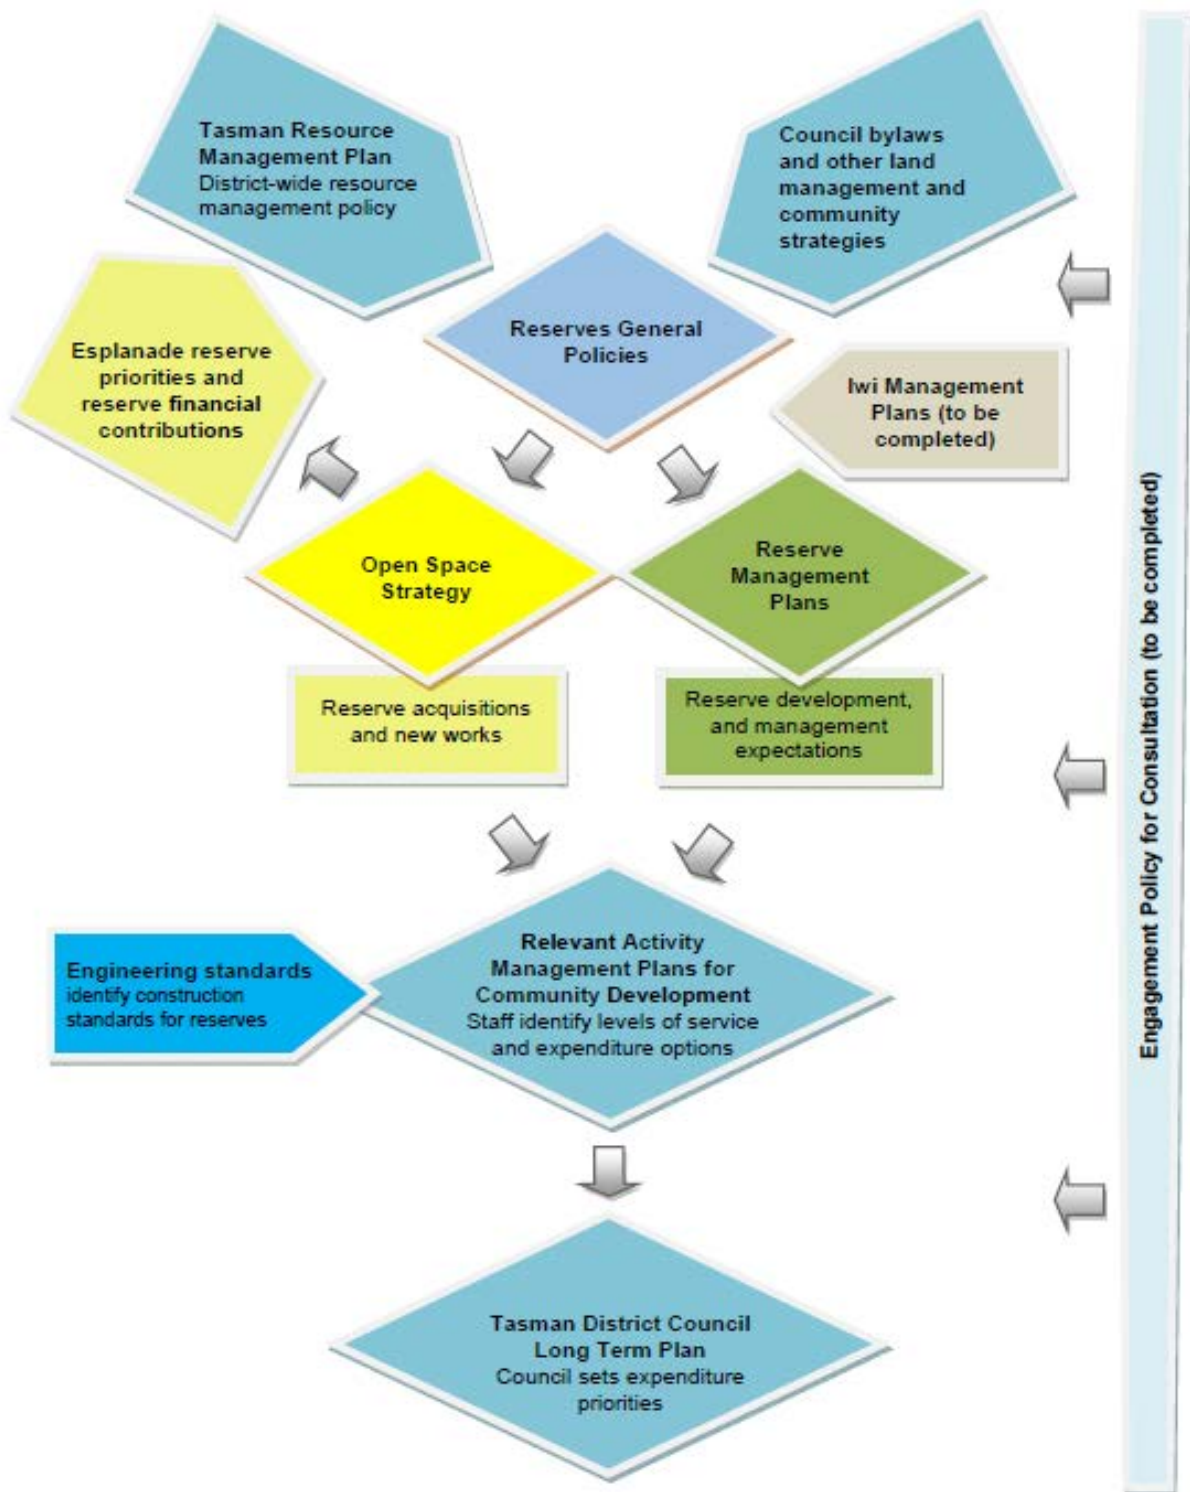 Tasman Resource
Management Plan
District-wide resource
management policy
Council bylaws
and other land
management and
community
strategies
Reserves General
Policies
Esplanade reserve
priorities and
reserve financial
contributions
Iwi Management
Plans (to be
completed)
Open Space
Strategy
Reserve
Management
Plans
Reserve acquisitions
and new works
Reserve development,
and management
expectations
Engineering standards
identify construction
standards for reserves
Relevant Activity
Management Plans for
Community Development
Staff identify levels of service
and expenditure options
Tasman District Council
Long Term Plan
Council sets expenditure
priorities
Engagement Policy for Consultation (to be completed)